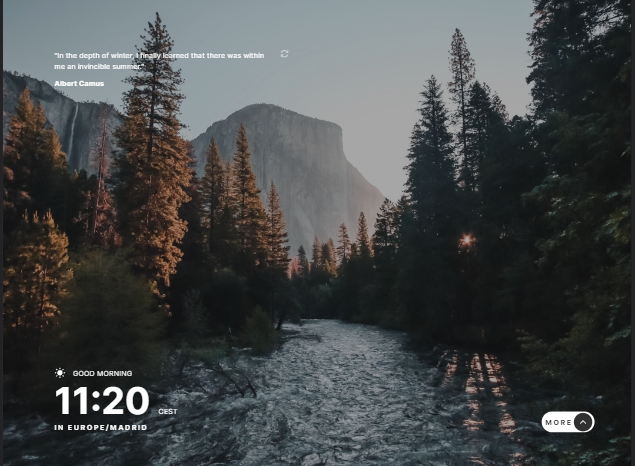 "In the depth of winter, I finally learned that there was within
me an invincible summer."
Albert Camus
GOOD MORNING
11:20 CEST
IN EUROPE/MADRID
MORE